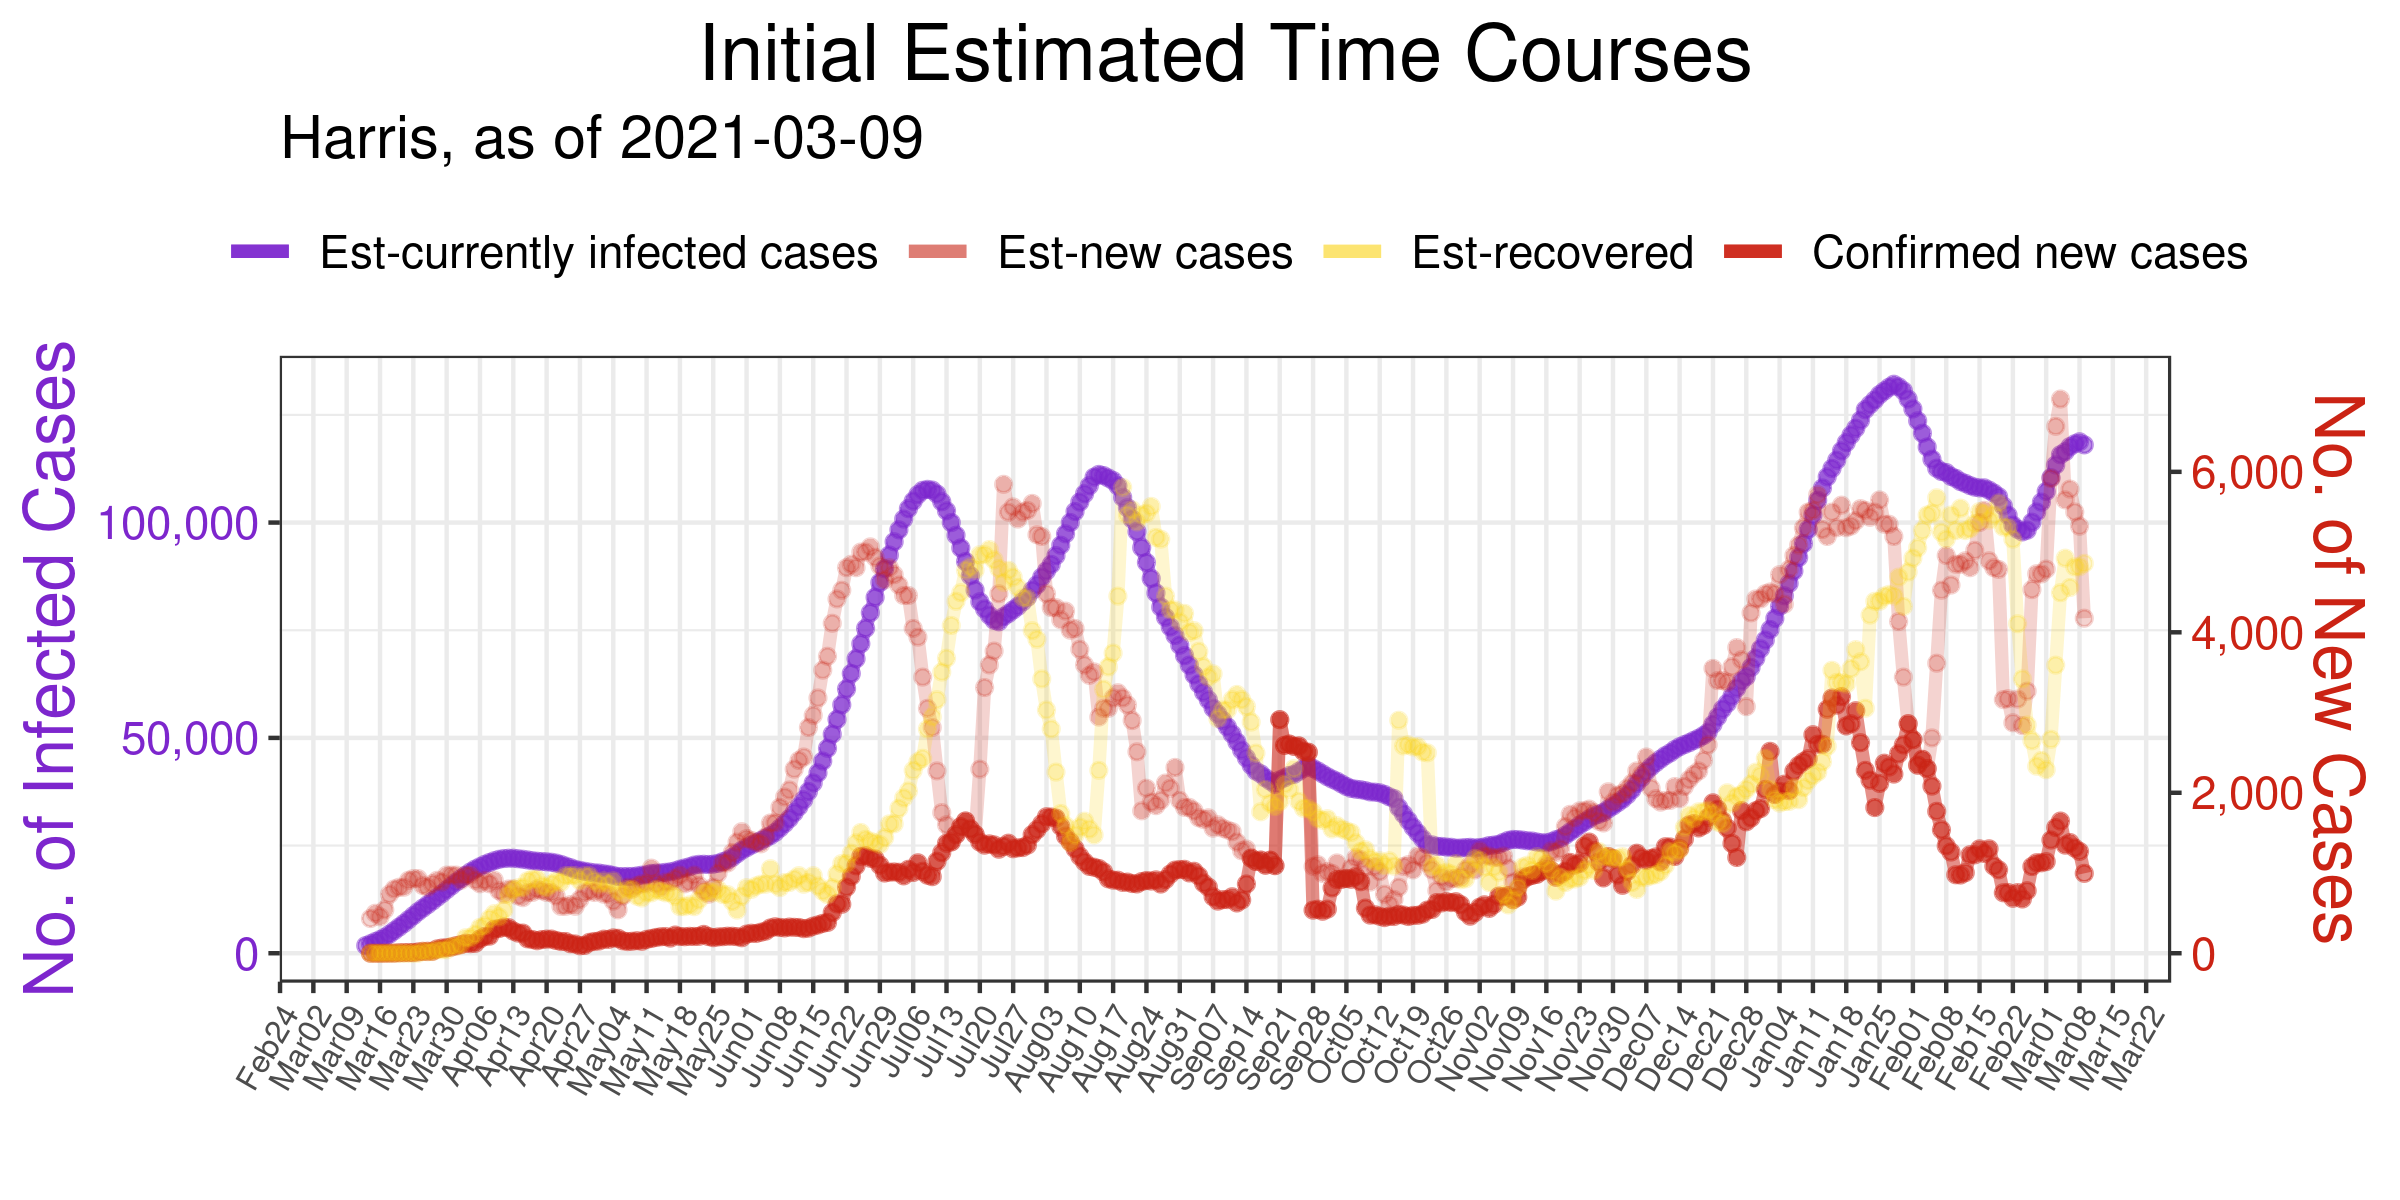 Initial Estimated Time Courses
Harris, as of 2021-03-09
Est-currently infected cases Est-new cases Est-recovered Confirmed new cases
No. of Infected Cases
100,000
50,000
0
No. of New Cases
6,000
4,000
2,000
0
Feb24 Mar02 Mar09 Mar16 Mar23 Mar30 Apr06 Apr13 Apr20 Apr27 May04 May11 May18 May25 Jun01 Jun08 Jun15 Jun22 Jun29 Jul06 Jul13 Jul20 Jul27 Aug03 Aug10 Aug17 Aug24 Aug31 Sep07 Sep14 Sep21 Sep28 Oct05 Oct12 Oct19 Oct26 Nov02 Nov09 Nov16 Nov23 Nov30 Dec07 Dec14 Dec21 Dec28 Jan04 Jan11 Jan18 Jan25 Feb01 Feb08 Feb15 Feb22 Mar01 Mar08 Mar15 Mar22